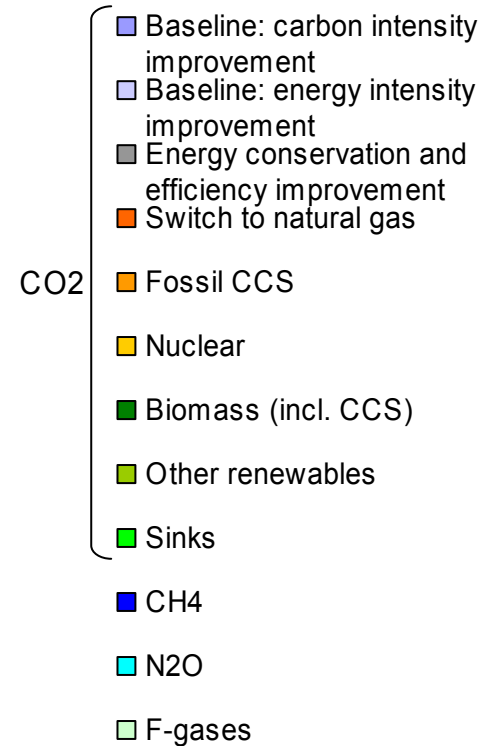 Baseline: carbon intensity
improvement
Baseline: energy intensity
improvement
Energy conservation and
efficiency improvement
Switch to natural gas
CO2
Fossil CCS
Nuclear
Biomass (incl. CCS)
Other renewables
Sinks
CH4
N2O
F-gases